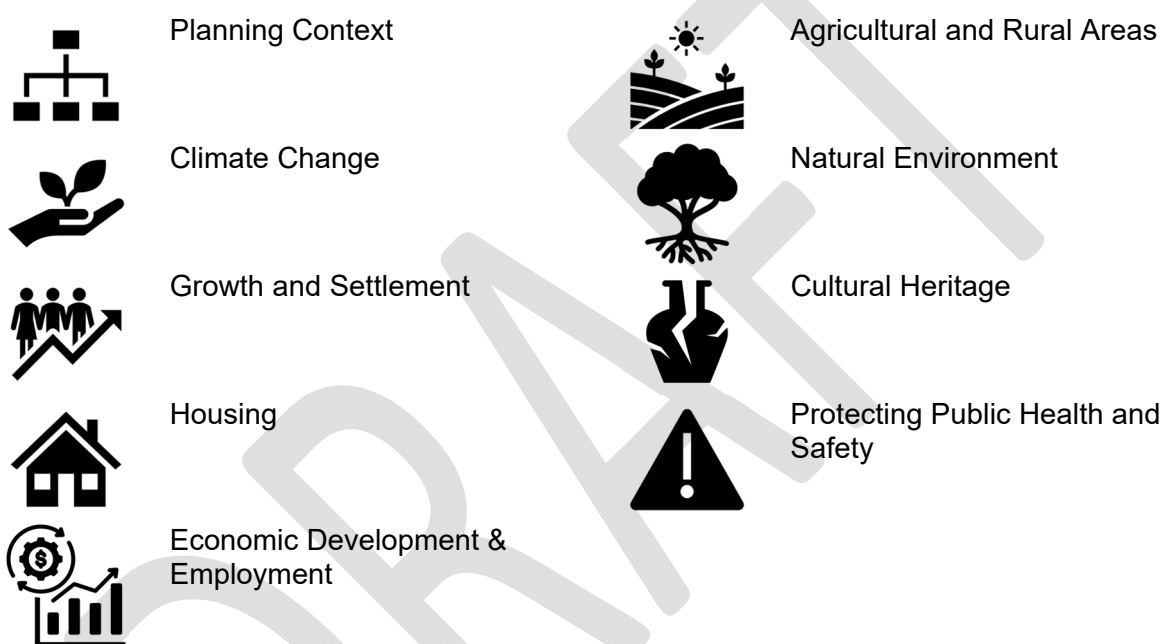 Planning Context
Climate Change
Growth and Settlement
Housing
Economic Development &
Employment
Agricultural and Rural Areas
Natural Environment
Cultural Heritage
Protecting Public Health and
Safety
$
DRAFT